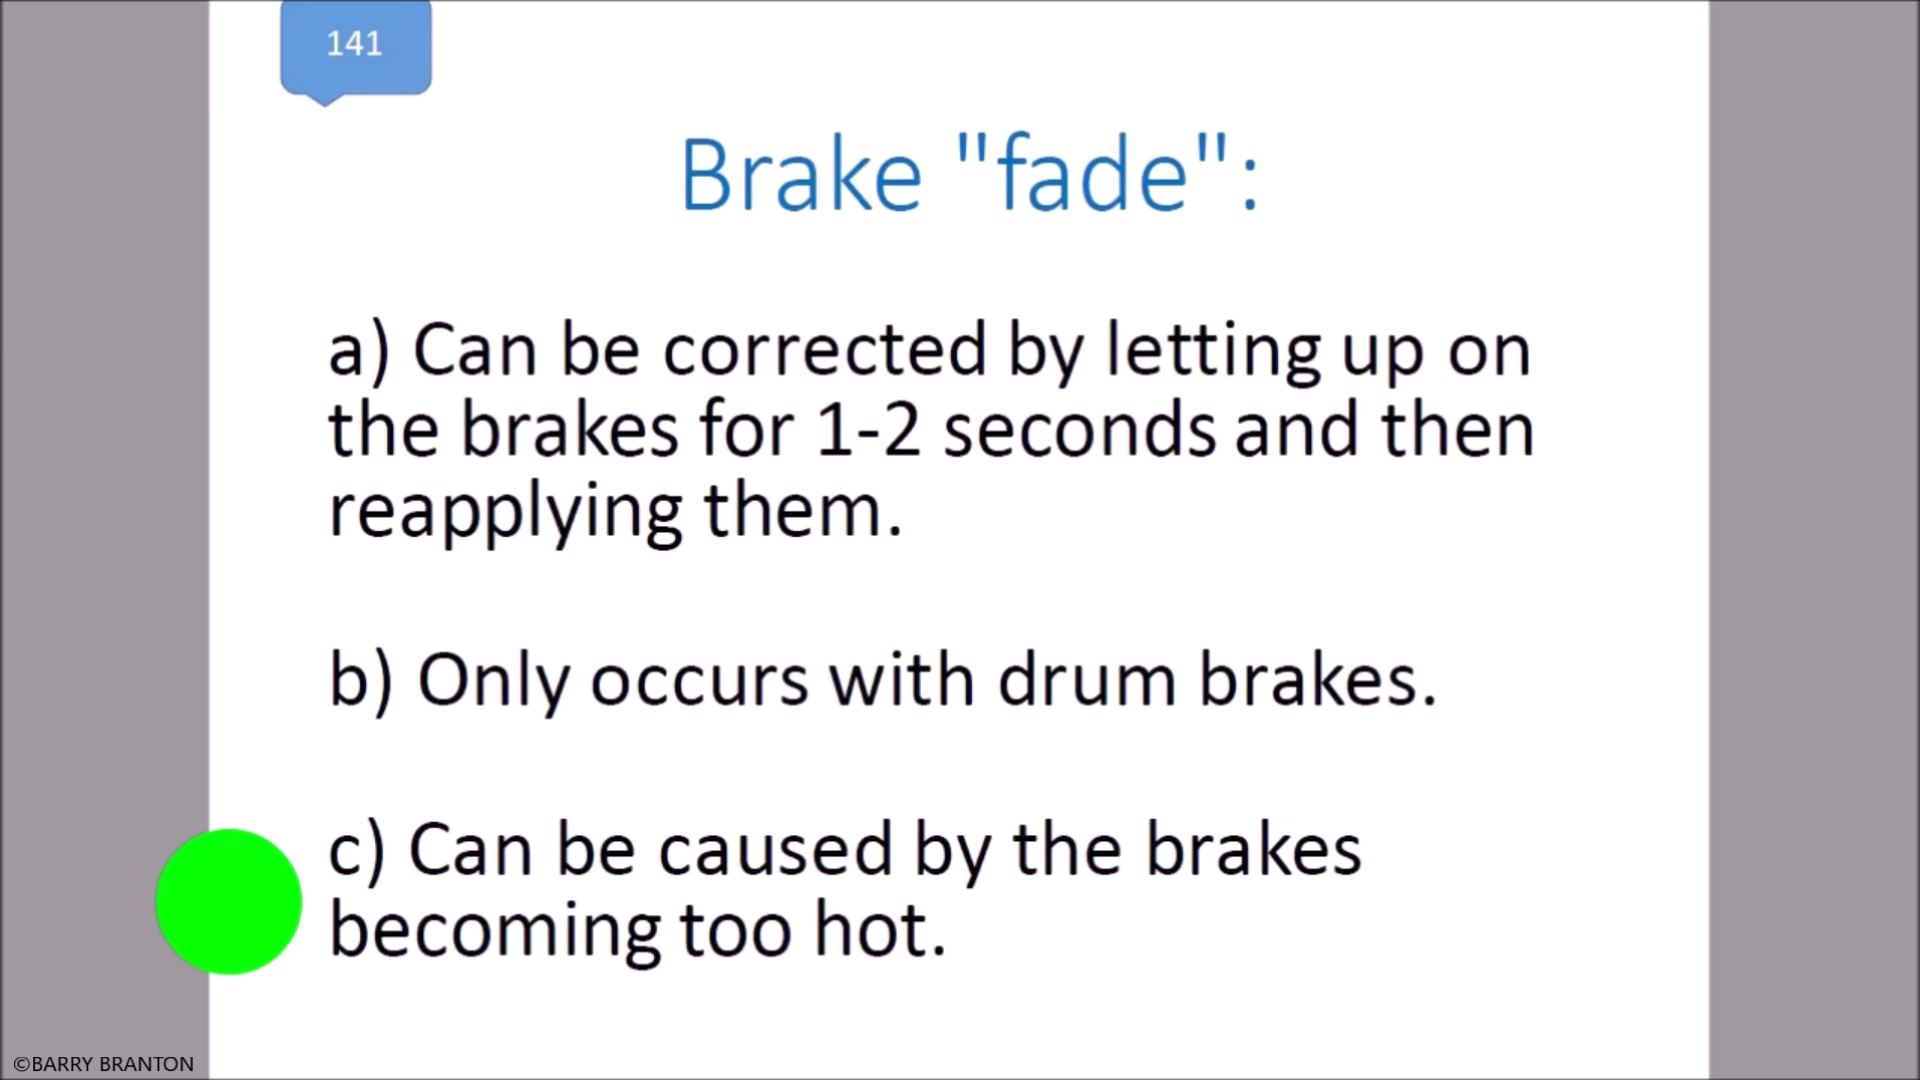 141
Brake "fade":
a) Can be corrected by letting up on
the brakes for 1-2 seconds and then
reapplying them.
b) Only occurs with drum brakes.
c) Can be caused by the brakes
becoming too hot.
©BARRY BRANTON